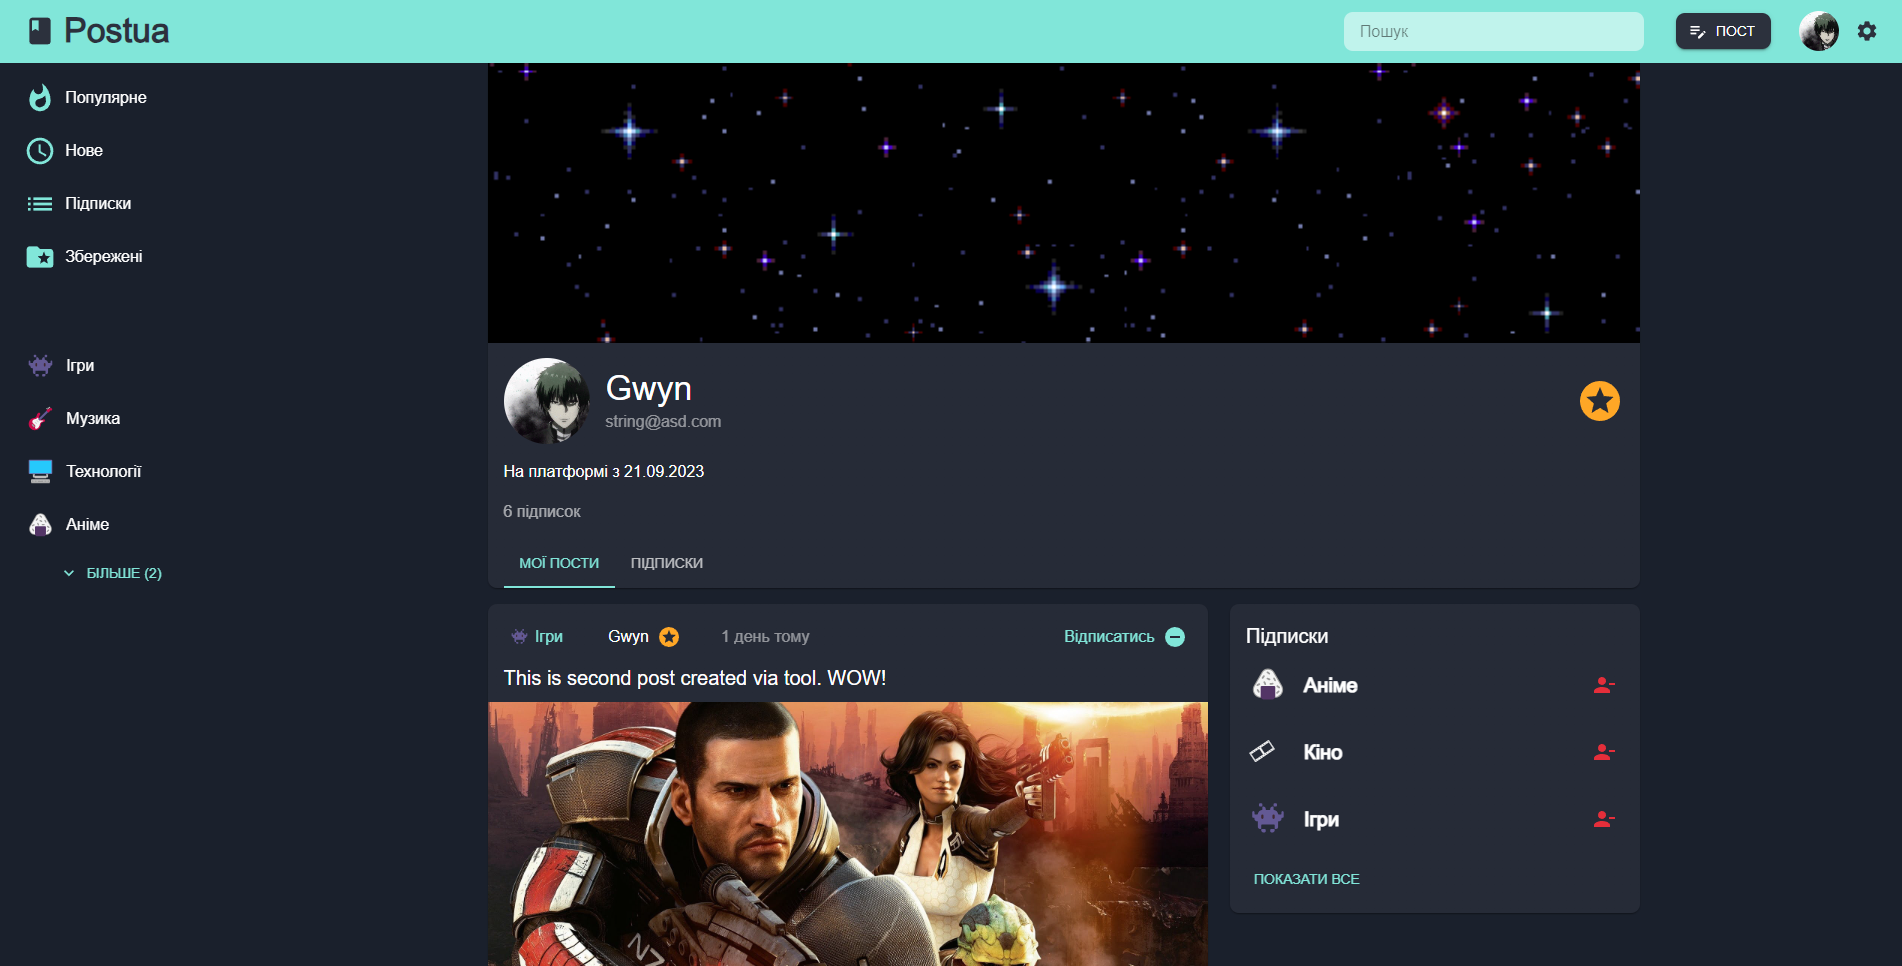 Postua
Пошук
ПОСТ
Популярне
Нове
Підписки
Збережені
Ігри
Музика
Технології
Аніме
БІЛЬШЕ (2)
Gwyn
string@asd.com
На платформі з 21.09.2023
6 підписок
МОЇ ПОСТИ ПІДПИСКИ
Ігри Gwyn 1 день тому Відписатись
This is second post created via tool. WOW!
N7
Підписки
Аніме
Кіно
Ігри
ПОКАЗАТИ ВСЕ